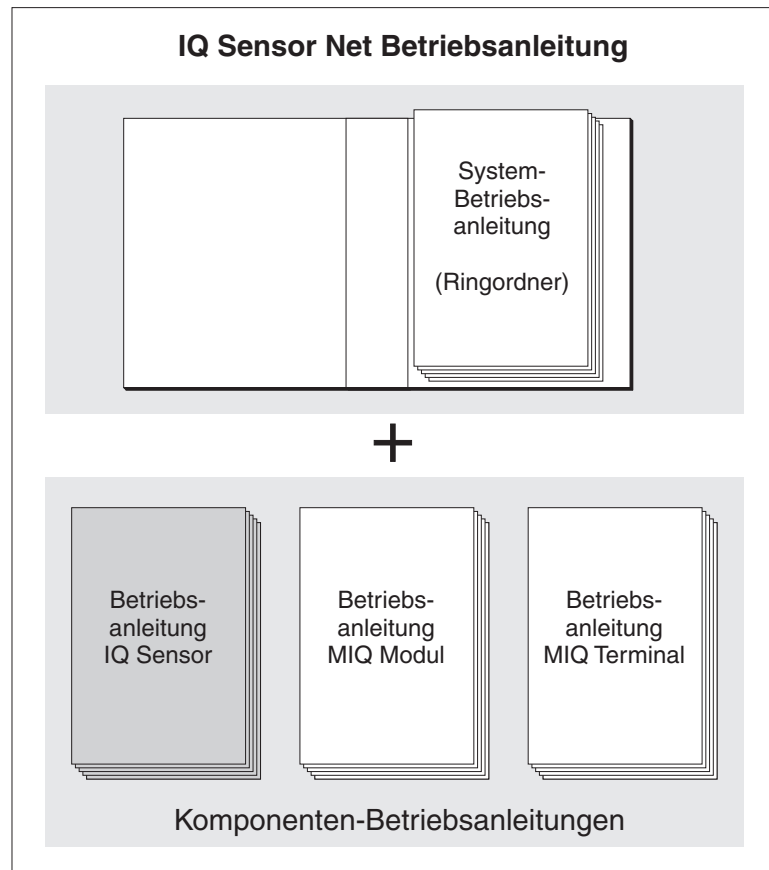 IQ Sensor Net Betriebsanleitung
System-
Betriebs-
anleitung
(Ringordner)
+
Betriebs-
anleitung
IQ Sensor
Betriebs-
anleitung
MIQ Modul
Betriebs-
anleitung
MIQ Terminal
Komponenten-Betriebsanleitungen